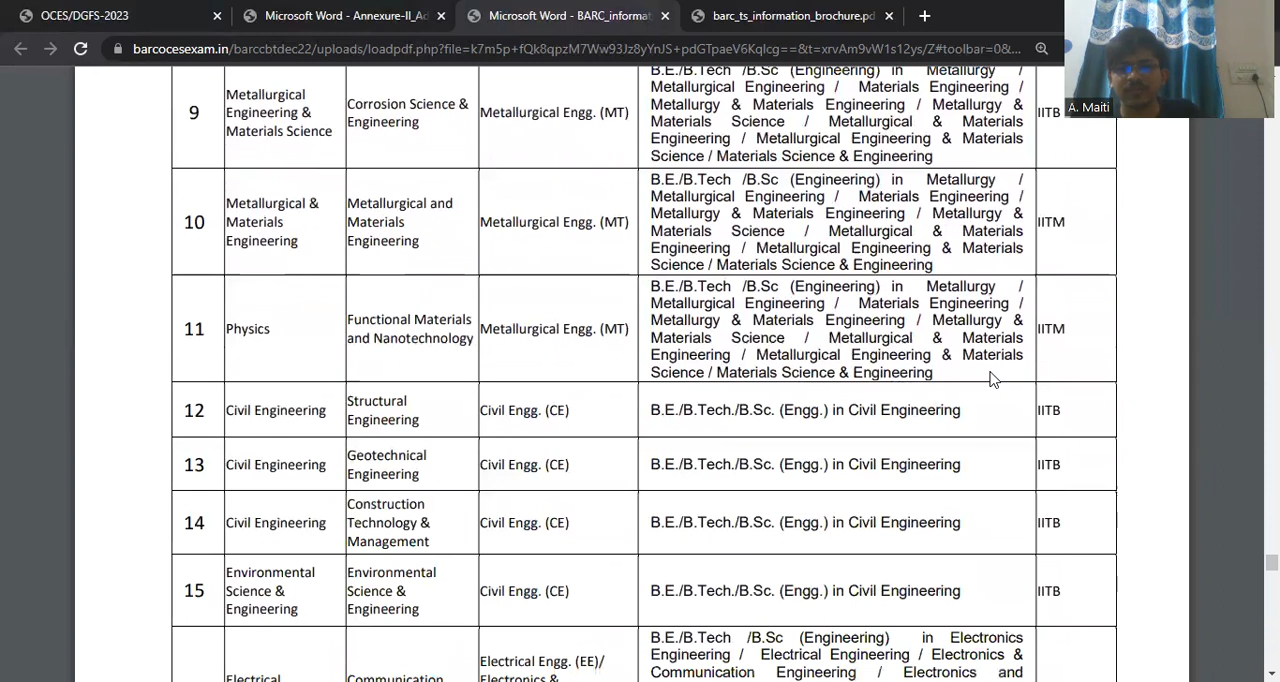 OCES/DGFS-2023
Microsoft Word - Annexure-II_Ad
Microsoft Word - BARC_informat
barc_ts_information_brochure.pd
barcocesexam.in/barccbtdec22/uploads/loadpdf.php?file=k7m5p+fQk8qpzM7Ww93Jz8yYnJS+pdGTpaeV6KqIcg==&t=xrvAm9vW1s12ys/Z#toolbar=0&...
A. Maiti
9
Metallurgical
Engineering &
Materials Science
Corrosion Science &
Engineering
Metallurgical Engg. (MT)
B.E./B.Tech /B.Sc (Engineering) in Metallurgy /
Metallurgical Engineering / Materials Engineering /
Metallurgy & Materials Engineering / Metallurgy &
Materials Science / Metallurgical & Materials
Engineering / Metallurgical Engineering & Materials
Science / Materials Science & Engineering
IITB
10
Metallurgical &
Materials
Engineering
Metallurgical and
Materials
Engineering
Metallurgical Engg. (MT)
B.E./B.Tech /B.Sc (Engineering) in Metallurgy /
Metallurgical Engineering / Materials Engineering /
Metallurgy & Materials Engineering / Metallurgy &
Materials Science / Metallurgical & Materials
Engineering / Metallurgical Engineering & Materials
Science / Materials Science & Engineering
IITM
11
Physics
Functional Materials
and Nanotechnology
Metallurgical Engg. (MT)
B.E./B.Tech /B.Sc (Engineering) in Metallurgy /
Metallurgical Engineering / Materials Engineering /
Metallurgy & Materials Engineering / Metallurgy &
Materials Science / Metallurgical & Materials
Engineering / Metallurgical Engineering & Materials
Science / Materials Science & Engineering
IITM
12
Civil Engineering
Structural
Engineering
Civil Engg. (CE)
B.E./B.Tech./B.Sc. (Engg.) in Civil Engineering
IITB
13
Civil Engineering
Geotechnical
Engineering
Civil Engg. (CE)
B.E./B.Tech./B.Sc. (Engg.) in Civil Engineering
IITB
14
Civil Engineering
Construction
Technology &
Management
Civil Engg. (CE)
B.E./B.Tech./B.Sc. (Engg.) in Civil Engineering
IITB
15
Environmental
Science &
Engineering
Environmental
Science &
Engineering
Civil Engg. (CE)
B.E./B.Tech./B.Sc. (Engg.) in Civil Engineering
IITB
Electrical
Communication
Electrical Engg. (EE)/
Electronics &
B.E./B.Tech /B.Sc (Engineering) in Electronics
Engineering / Electrical Engineering / Electronics &
Communication Engineering / Electronics and